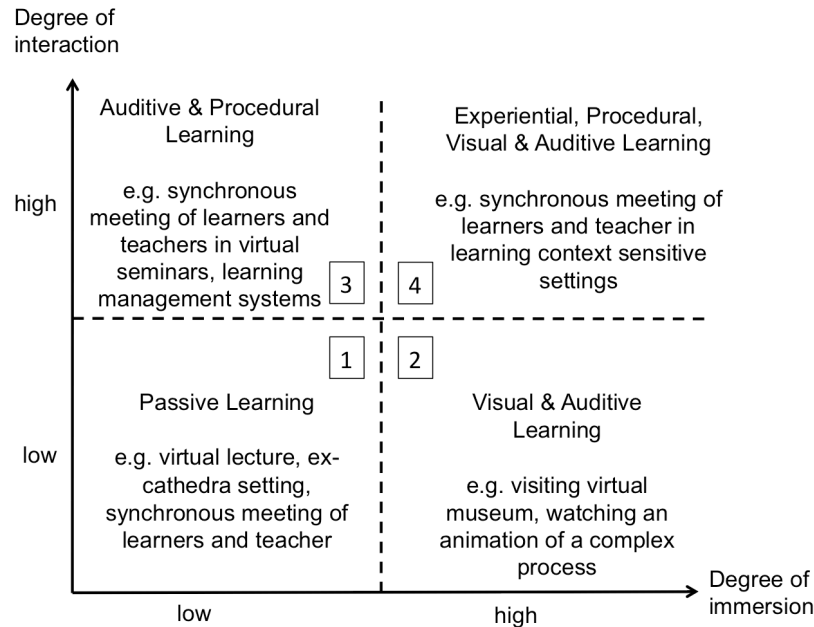 Degree of
interaction
Auditive & Procedural
Learning
e.g. synchronous
meeting of learners and
teachers in virtual
seminars, learning
management systems
3
Experiential, Procedural,
Visual & Auditive Learning
e.g. synchronous meeting of
learners and teacher in
learning context sensitive
settings
4
high
1
Passive Learning
e.g. virtual lecture, ex-
cathedra setting,
synchronous meeting of
learners and teacher
2
Visual & Auditive
Learning
e.g. visiting virtual
museum, watching an
animation of a complex
process
low
low
high
Degree of
immersion